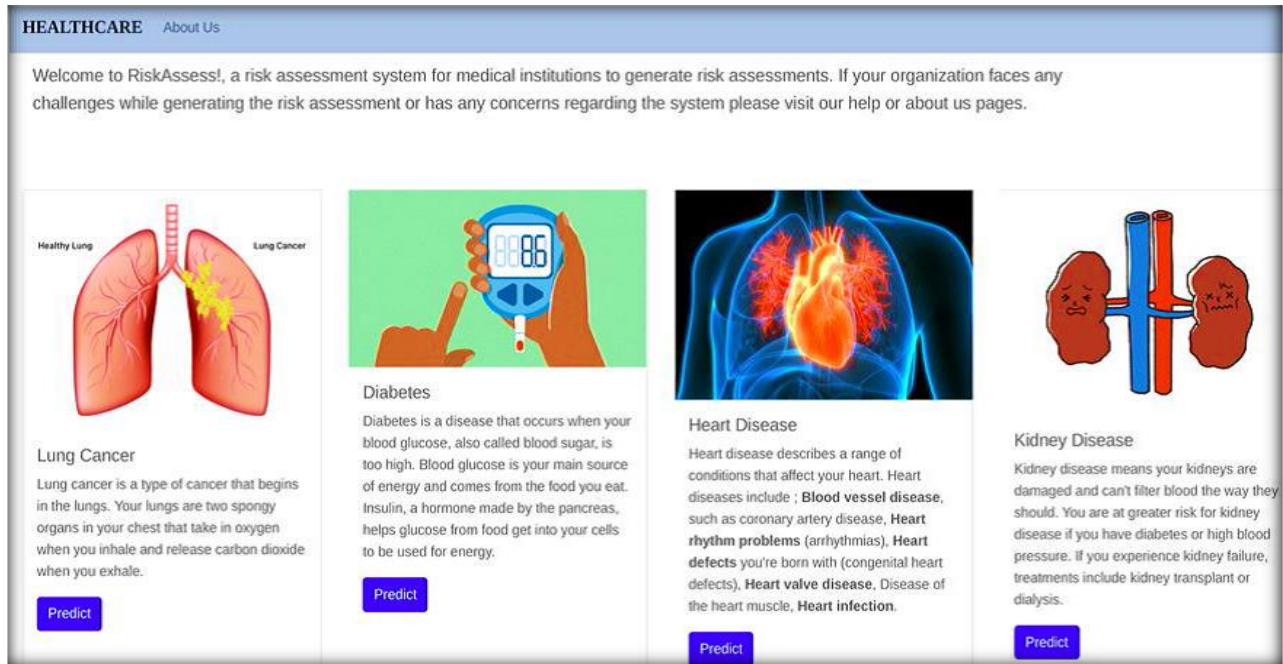 HEALTHCARE About Us
Welcome to RiskAssess!, a risk assessment system for medical institutions to generate risk assessments. If your organization faces any
challenges while generating the risk assessment or has any concerns regarding the system please visit our help or about us pages.
Healthy Lung Lung Cancer
Lung Cancer
Lung cancer is a type of cancer that begins
in the lungs. Your lungs are two spongy
organs in your chest that take in oxygen
when you inhale and release carbon dioxide
when you exhale.
Predict
8.6
Diabetes
Diabetes is a disease that occurs when your
blood glucose, also called blood sugar, is
too high. Blood glucose is your main source
of energy and comes from the food you eat.
Insulin, a hormone made by the pancreas,
helps glucose from food get into your cells
to be used for energy.
Predict
Heart Disease
Heart disease describes a range of
conditions that affect your heart. Heart
diseases include ; Blood vessel disease,
such as coronary artery disease, Heart
rhythm problems (arrhythmias), Heart
defects you're born with (congenital heart
defects), Heart valve disease, Disease of
the heart muscle, Heart infection.
Predict
Kidney Disease
Kidney disease means your kidneys are
damaged and can't filter blood the way they
should. You are at greater risk for kidney
disease if you have diabetes or high blood
pressure. If you experience kidney failure,
treatments include kidney transplant or
dialysis.
Predict